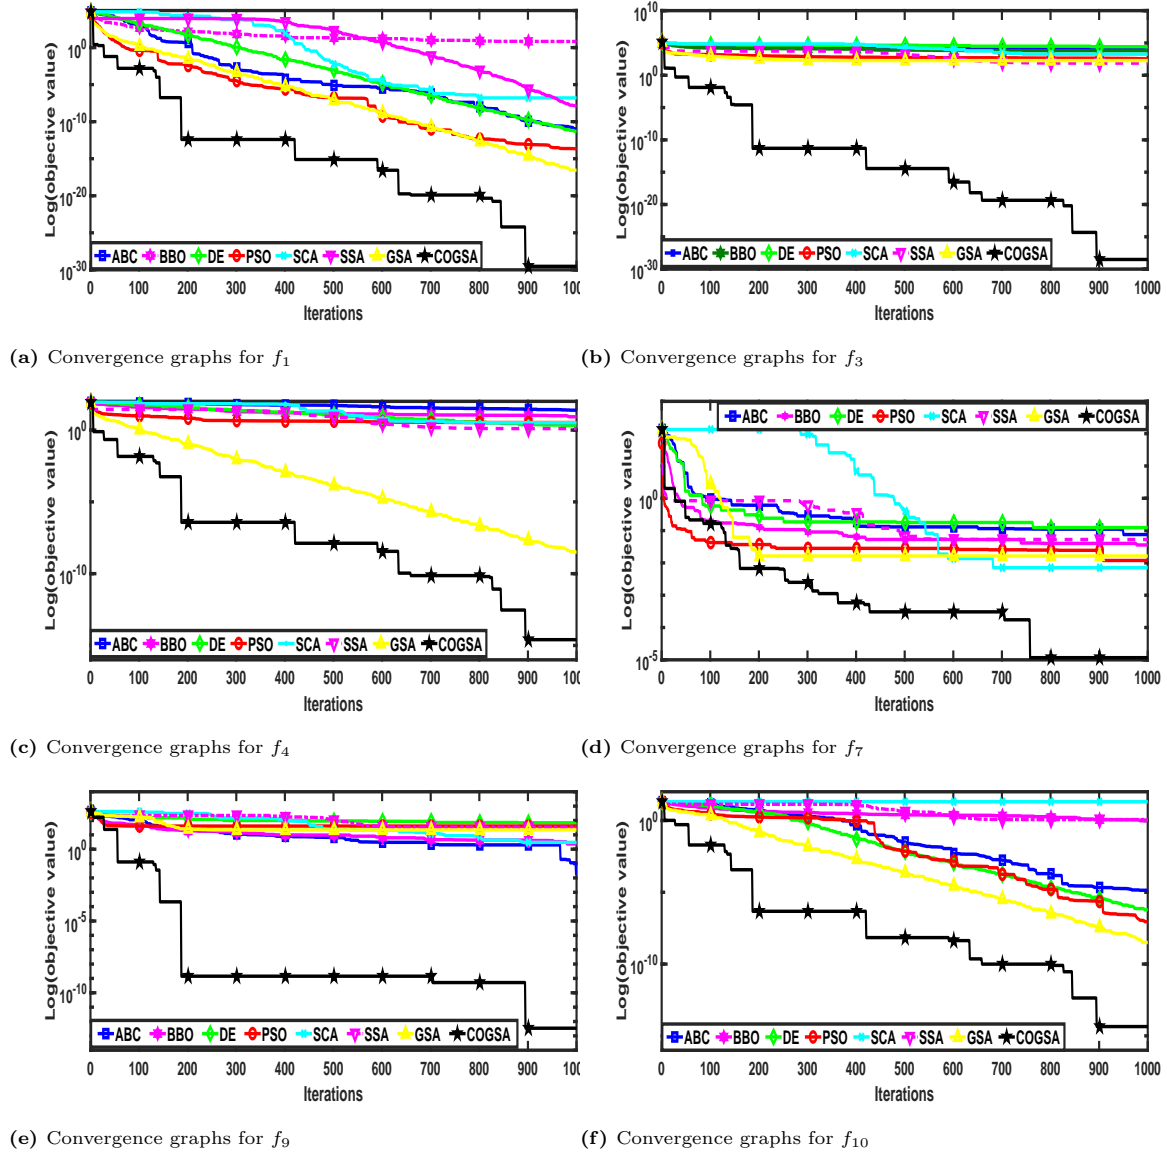 Log(objective value)
10^0
10^-10
10^-20
10^-30
ABC BBO DE PSO SCA SSA GSA COGSA
0 100 200 300 400 500 600 700 800 900 100
Iterations
(a) Convergence graphs for f_1
Log(objective value)
10^10
10^0
10^-10
10^-20
10^-30
ABC BBO DE PSO SCA SSA GSA COGSA
0 100 200 300 400 500 600 700 800 900 1000
Iterations
(b) Convergence graphs for f_3
Log(objective value)
10^0
10^-10
ABC BBO DE PSO SCA SSA GSA COGSA
0 100 200 300 400 500 600 700 800 900 100
Iterations
(c) Convergence graphs for f_4
Log(objective value)
ABC BBO DE PSO SCA SSA GSA COGSA
10^0
10^-5
0 100 200 300 400 500 600 700 800 900 1000
Iterations
(d) Convergence graphs for f_7
Log(objective value)
10^0
10^-5
10^-10
ABC BBO DE PSO SCA SSA GSA COGSA
0 100 200 300 400 500 600 700 800 900 100
Iterations
(e) Convergence graphs for f_9
Log(objective value)
10^0
10^-10
ABC BBO DE PSO SCA SSA GSA COGSA
0 100 200 300 400 500 600 700 800 900 1000
Iterations
(f) Convergence graphs for f_10